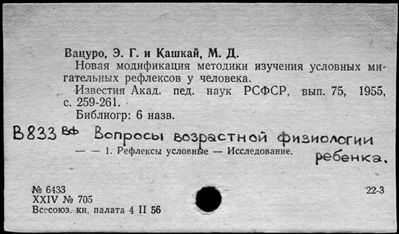 Вацуро, Э. Г. и Кашкай, М. Д.
Новая модификация методики изучения условных ми-
гательных рефлексов у человека.
Известия Акад. пед. наук РСФСР, вып. 75, 1955,
с. 259-261.
Библиогр: 6 назв.
В833 вф Вопросы возрастной физиологии
ребенка.
— — 1. Рефлексы условные — Исследование.
№ 6433
XXIV № 705
Всесоюз. кн. палата 4 II 56
22-3